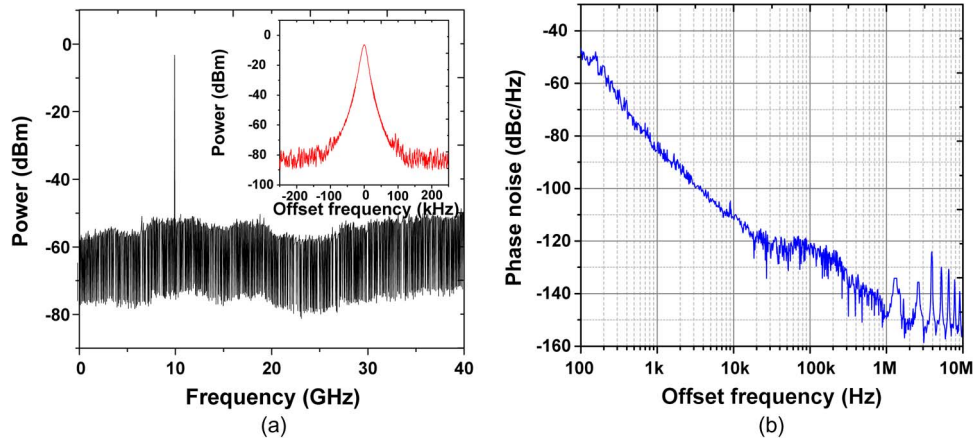 0
-20
-40
-60
-80
Power (dBm)
0 10 20 30 40
Frequency (GHz)
(a)
0
-20
-40
-60
-80
-100
Power (dBm)
-200 -100 0 100 200
Offset frequency (kHz)
-40
-60
-80
-100
-120
-140
-160
Phase noise (dBc/Hz)
100 1k 10k 100k 1M 10M
Offset frequency (Hz)
(b)